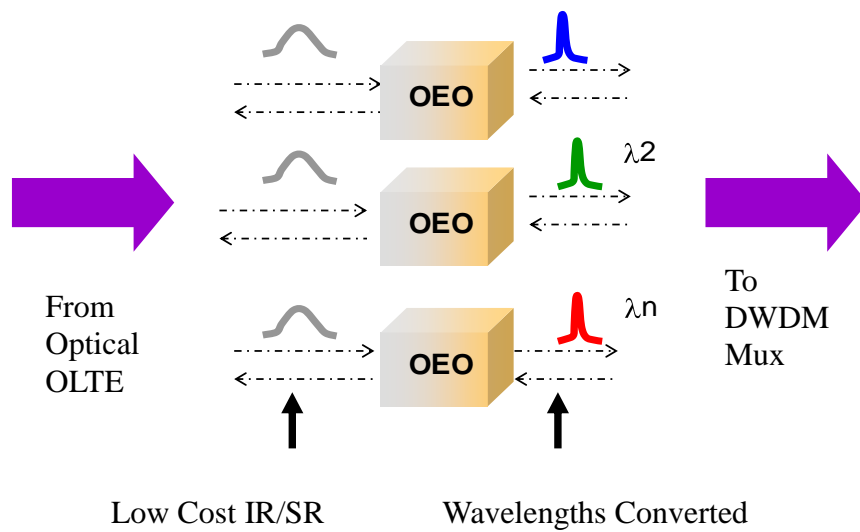 OEO
λ2
OEO
From
Optical
OLTE
To
DWDM
Mux
λn
OEO
Low Cost IR/SR
Wavelengths Converted